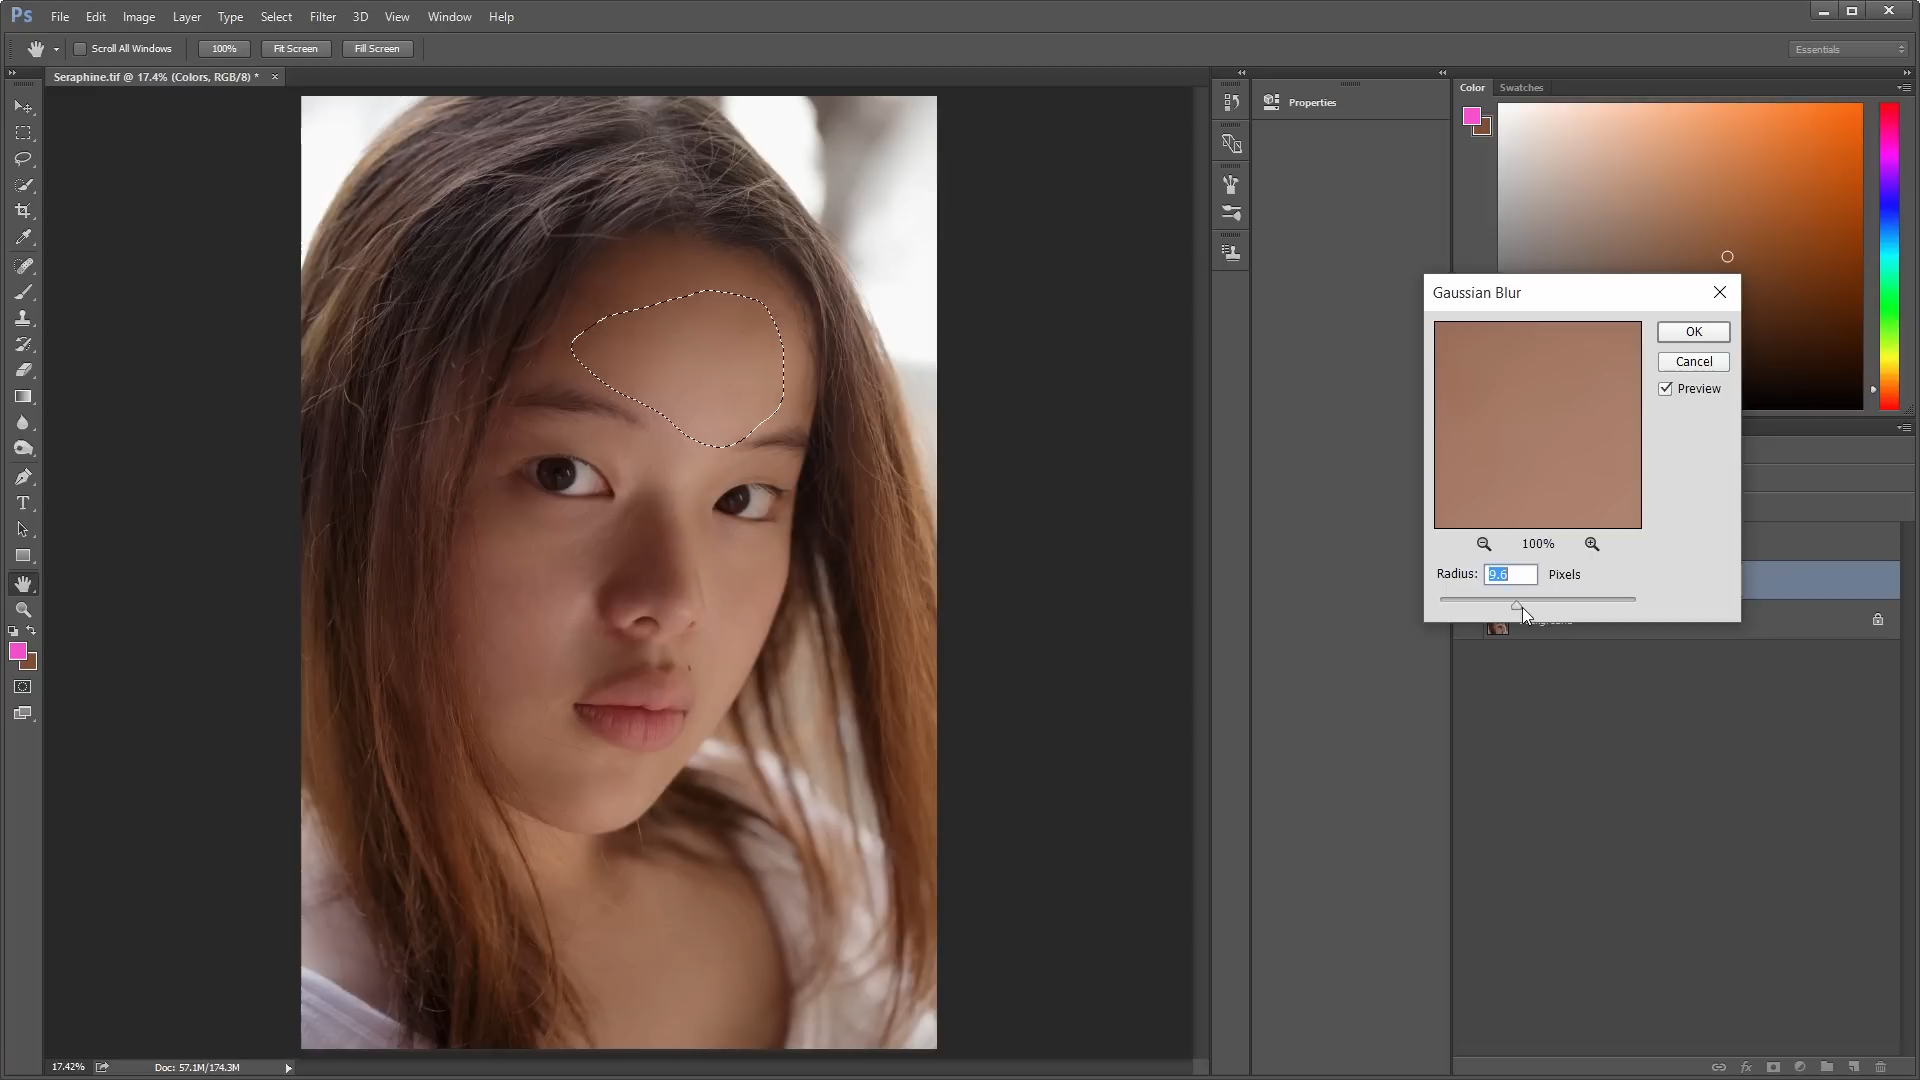 Ps File Edit Image Layer Type Select Filter 3D View Window Help
Scroll All Windows 100% Fit Screen Fill Screen Essentials
Seraphine.tif @ 17.4% (Colors, RGB/8) * ×
Properties
Color Swatches
Gaussian Blur
OK
Cancel
Preview
100%
Radius: 9.6 Pixels
T
17.42% Doc: 57.1M/174.3M
fx